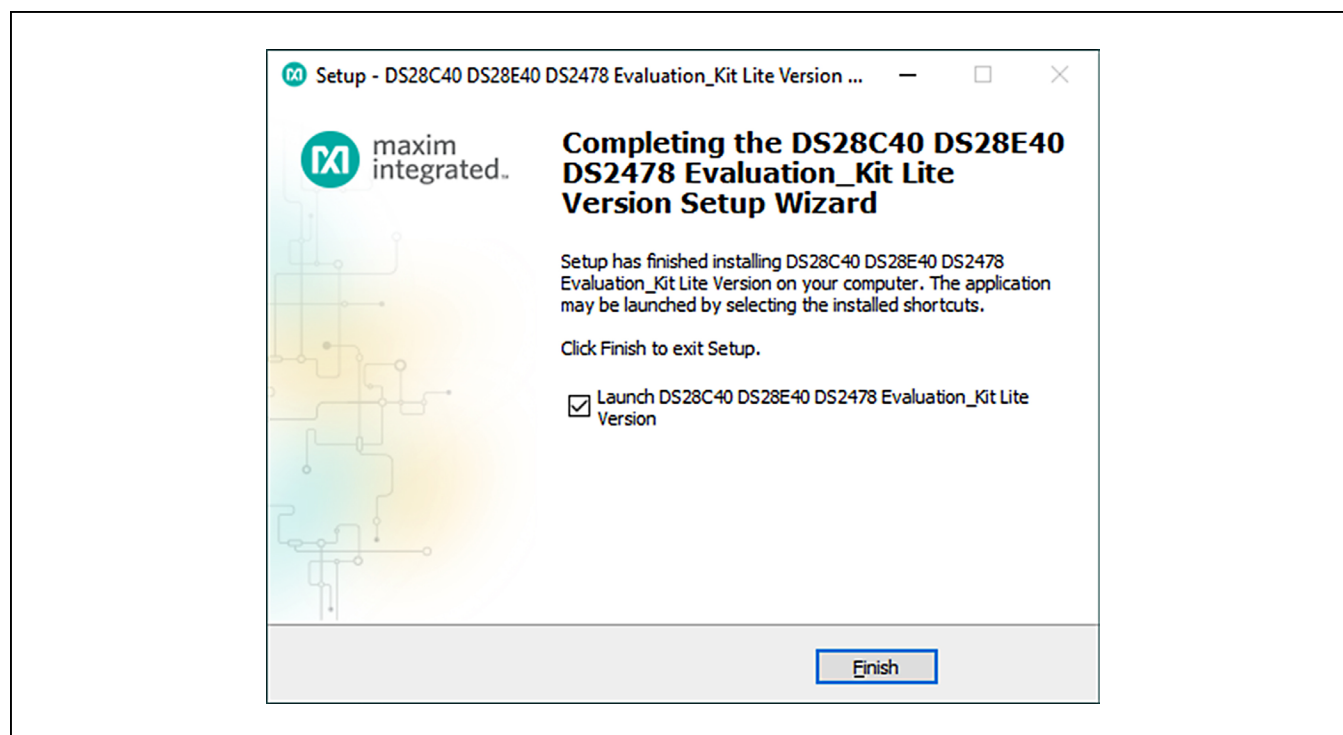 Setup - DS28C40 DS28E40 DS2478 Evaluation_Kit Lite Version ...
maxim
integrated™
Completing the DS28C40 DS28E40
DS2478 Evaluation_Kit Lite
Version Setup Wizard
Setup has finished installing DS28C40 DS28E40 DS2478
Evaluation_Kit Lite Version on your computer. The application
may be launched by selecting the installed shortcuts.
Click Finish to exit Setup.
Launch DS28C40 DS28E40 DS2478 Evaluation_Kit Lite
Version
Finish